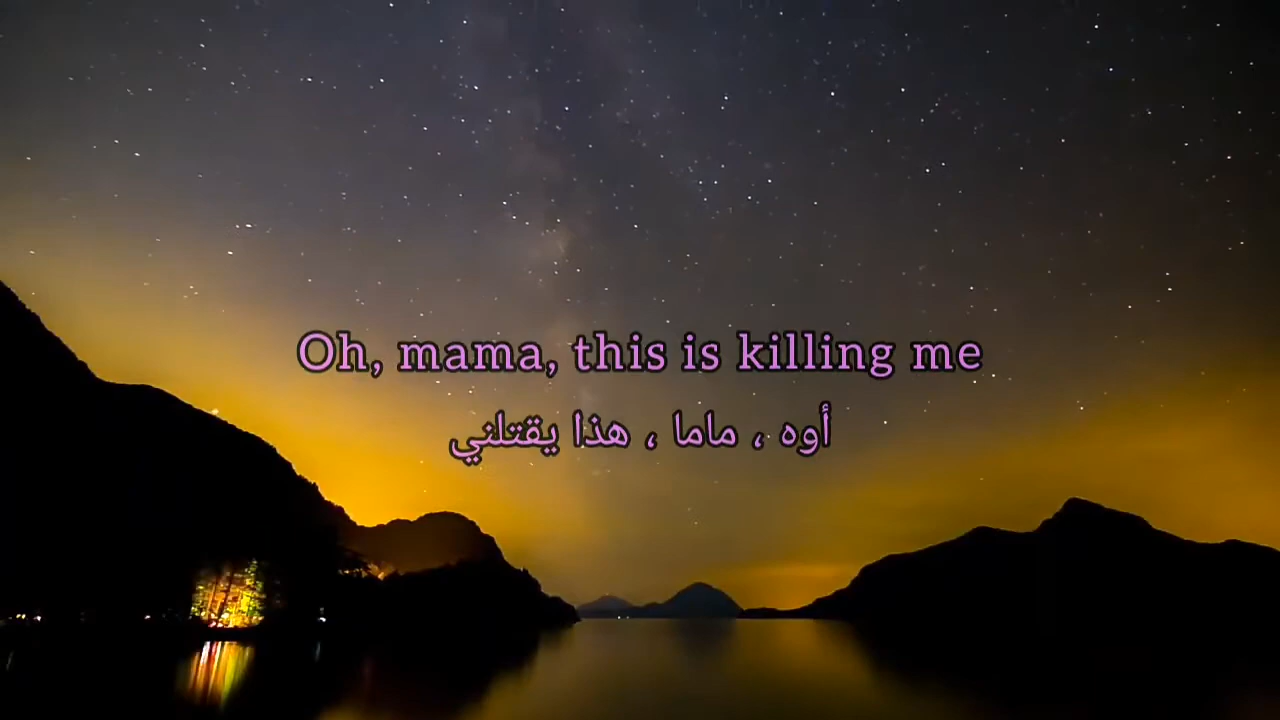 Oh, mama, this is killing me
أوه ، ماما ، هذا يقتلني